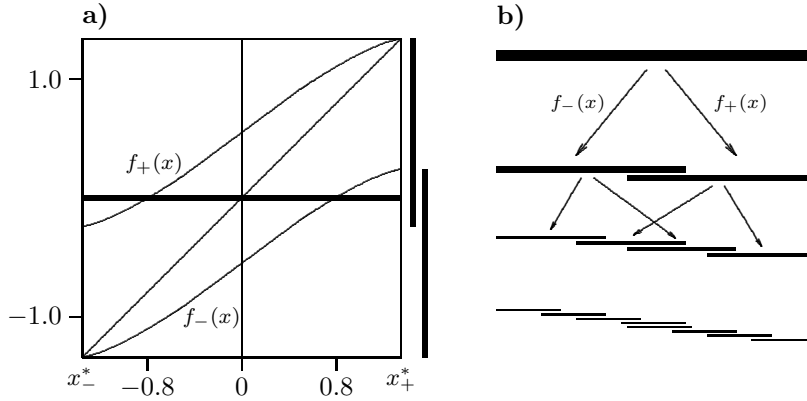 a)
1.0
f₊(x)
f₋(x)
−1.0
x*₋ −0.8 0 0.8 x*₊
b)
f₋(x) f₊(x)